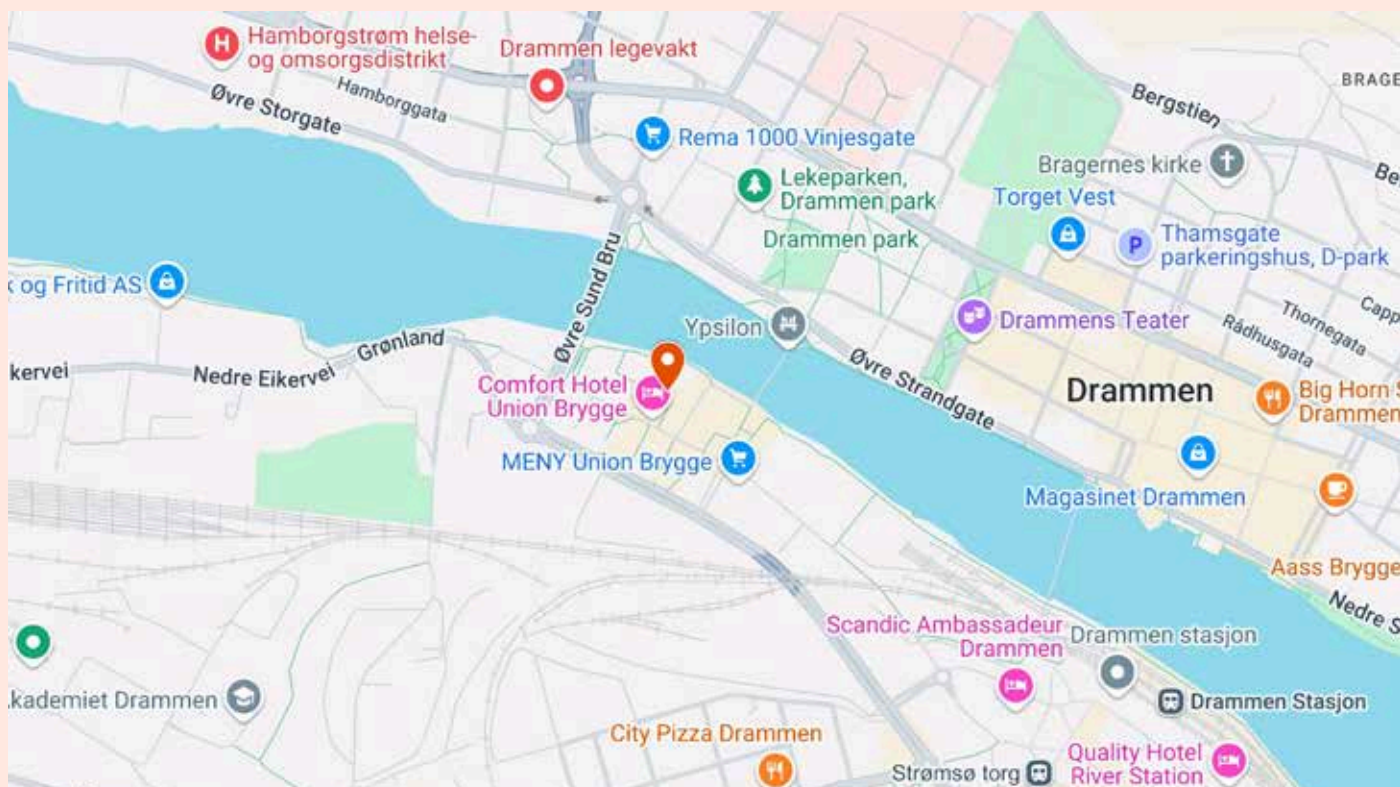 H
Hamborgstrøm helse-
og omsorgsdistrikt
Drammen legevakt
Hamborggata
Øvre Storgate
Rema 1000 Vinjesgate
Bergstien
BRAGE
Bragernes kirke
Be
Lekeparken,
Drammen park
Drammen park
Torget Vest
P
Thamsgate
parkeringshus, D-park
k og Fritid AS
Øvre Sund Bru
Ypsilon
Drammens Teater
Capp
Thornegata
Rådhusgata
Grønland
kervei
Nedre Eikervei
Øvre Strandgate
Comfort Hotel
Union Brygge
Drammen
Big Horn S
Drammen
MENY Union Brygge
Magasinet Drammen
Aass Brygge
Nedre S
Scandic Ambassadeur
Drammen
Drammen stasjon
kademiet Drammen
Drammen Stasjon
City Pizza Drammen
Strømsø torg
Quality Hotel
River Station